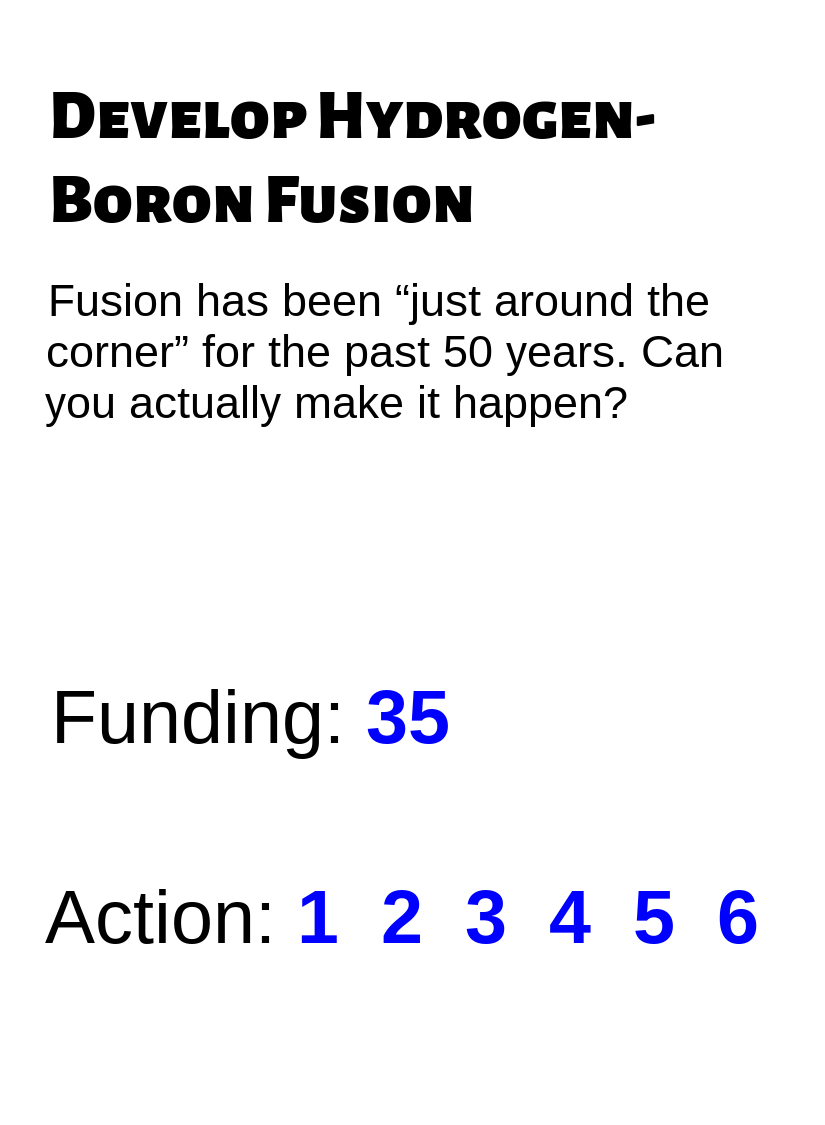 Develop Hydrogen-
Boron Fusion
Fusion has been “just around the
corner” for the past 50 years. Can
you actually make it happen?
Funding: 35
Action: 1 2 3 4 5 6